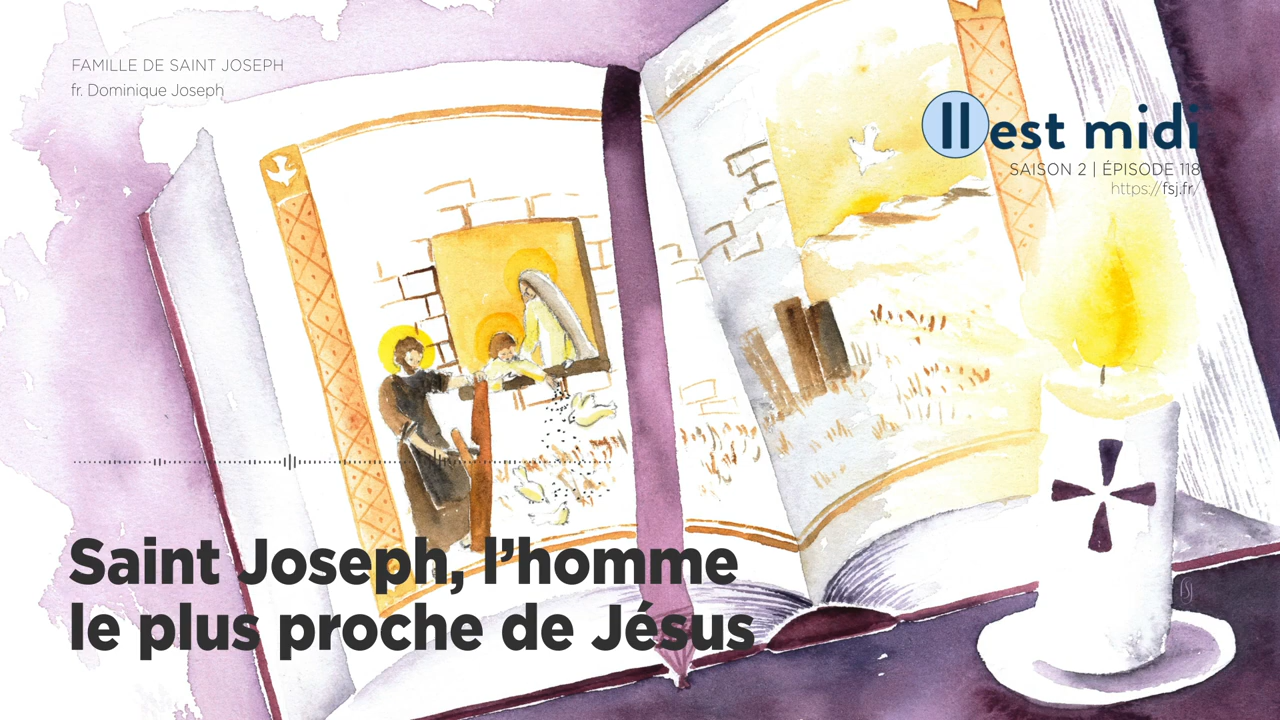 FAMILLE DE SAINT JOSEPH
fr. Dominique Joseph
Il est midi
SAISON 2 | ÉPISODE 118
https://fsj.fr/
Saint Joseph, l’homme
le plus proche de Jésus